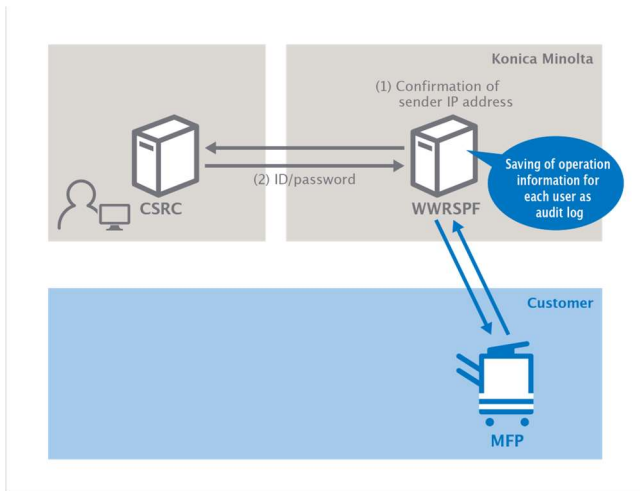 Konica Minolta
(1) Confirmation of
sender IP address
(2) ID/password
CSRC
WWRSPF
Saving of operation
information for
each user as
audit log
Customer
MFP